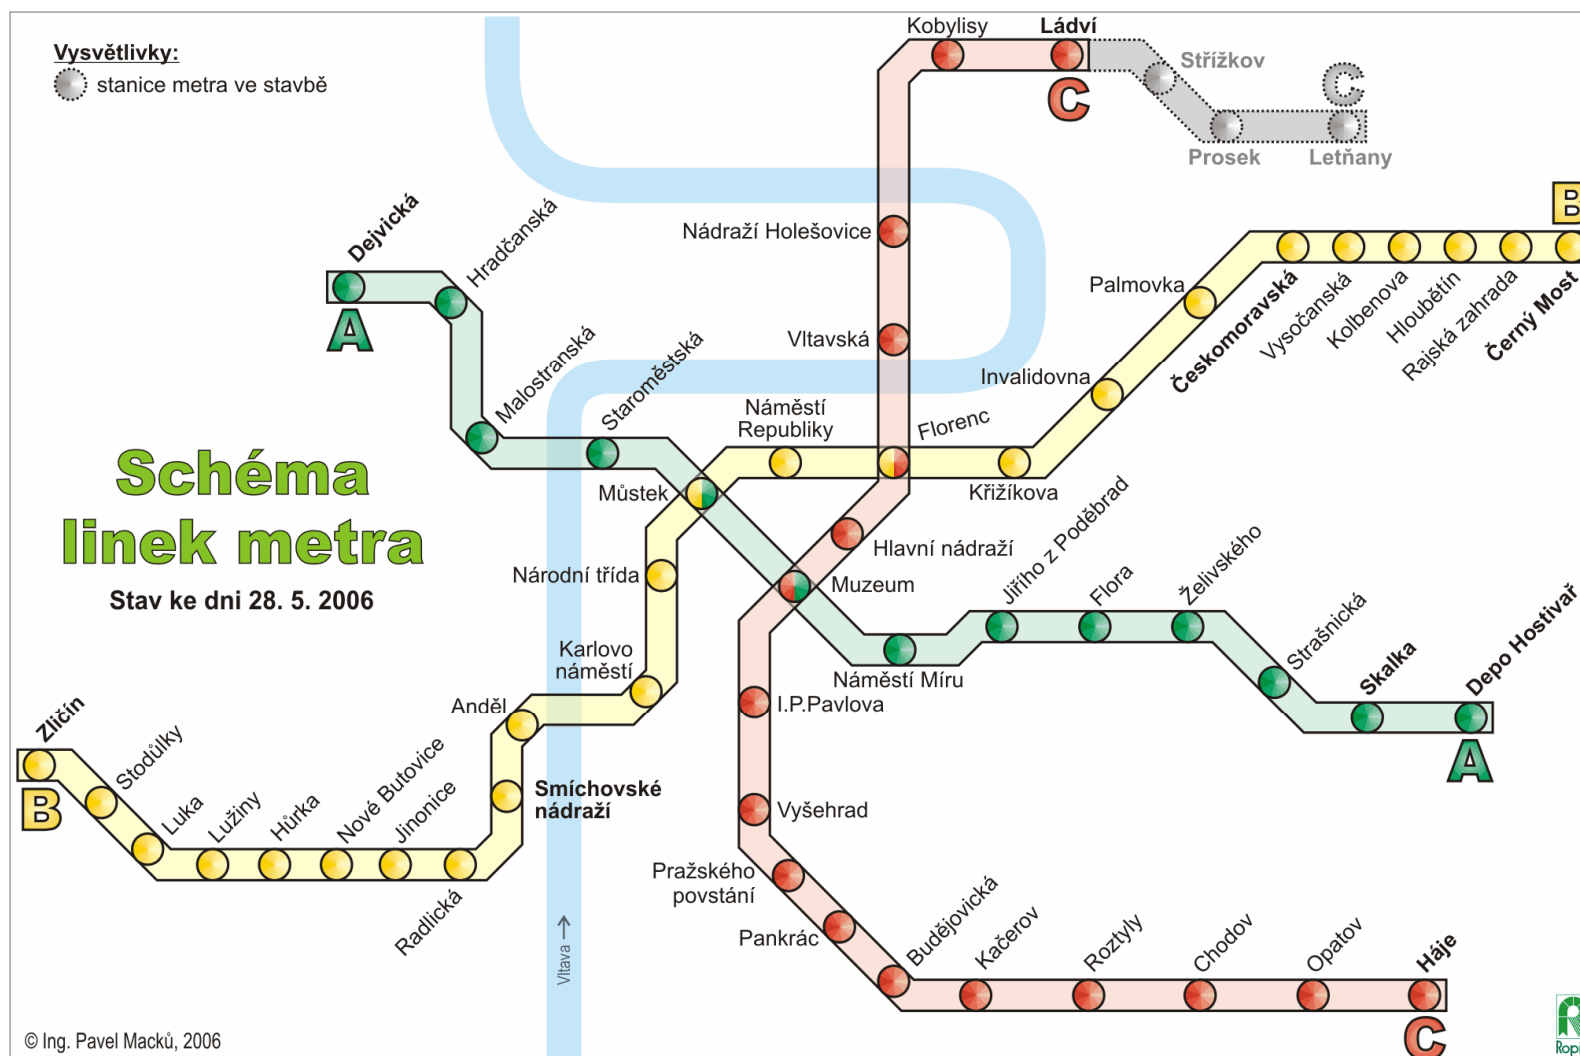 Vysvětlivky:
stanice metra ve stavbě
Kobylisy
Ládví
C
Střížkov
C
Prosek
Letňany
Dejvická
Hradčanská
A
Malostranská
Staroměstská
Nádraží Holešovice
Vltavská
B
Palmovka
Invalidovna
Českomoravská
Vysočanská
Kolbenova
Hloubětín
Rajská zahrada
Černý Most
Náměstí
Republiky
Florenc
Křižíkova
Můstek
Schéma
linek metra
Stav ke dni 28. 5. 2006
Národní třída
Hlavní nádraží
Muzeum
Jiřího z Poděbrad
Flora
Želivského
Strašnická
Skalka
Depo Hostivař
A
Karlovo
náměstí
Náměstí Míru
I.P.Pavlova
Anděl
Zličín
B
Stodůlky
Luka
Lužiny
Hůrka
Nové Butovice
Jinonice
Radlická
Smíchovské
nádraží
Vyšehrad
Pražského
povstání
Pankrác
Budějovická
Kačerov
Roztyly
Chodov
Opatov
Háje
C
Vltava
© Ing. Pavel Macků, 2006